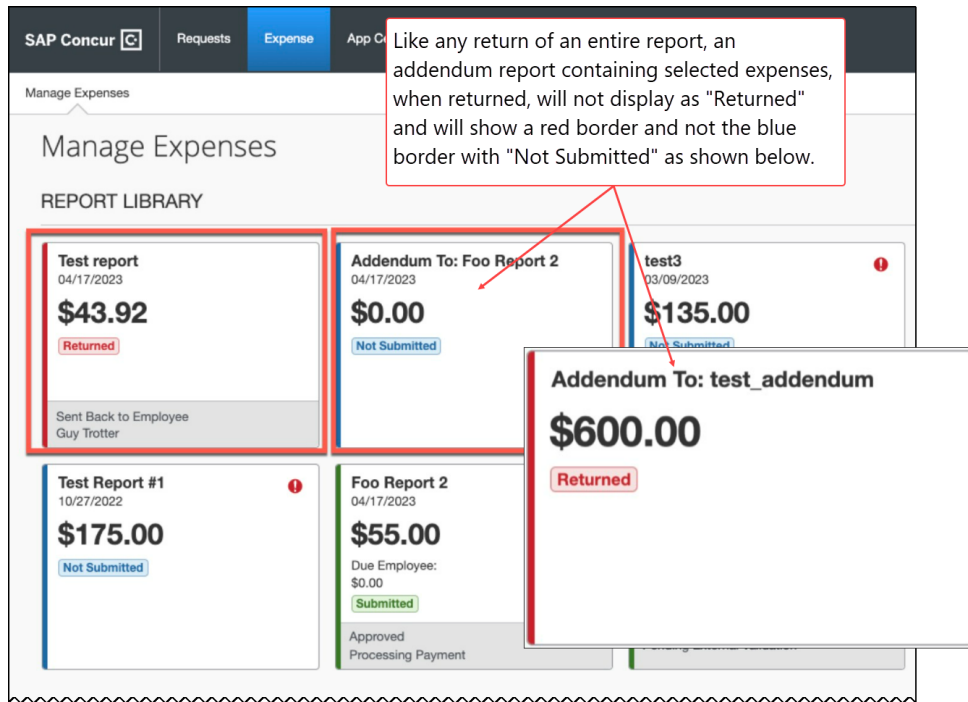 SAP Concur C Requests Expense App C
Like any return of an entire report, an
addendum report containing selected expenses,
when returned, will not display as "Returned"
and will show a red border and not the blue
border with "Not Submitted" as shown below.
Manage Expenses
Manage Expenses
REPORT LIBRARY
Test report
04/17/2023
$43.92
Returned
Sent Back to Employee
Guy Trotter
Addendum To: Foo Report 2
04/17/2023
$0.00
Not Submitted
test3
03/09/2023
$135.00
Not Submitted
Addendum To: test_addendum
$600.00
Returned
Test Report #1
10/27/2022
$175.00
Not Submitted
Foo Report 2
04/17/2023
$55.00
Due Employee:
$0.00
Submitted
Approved
Processing Payment